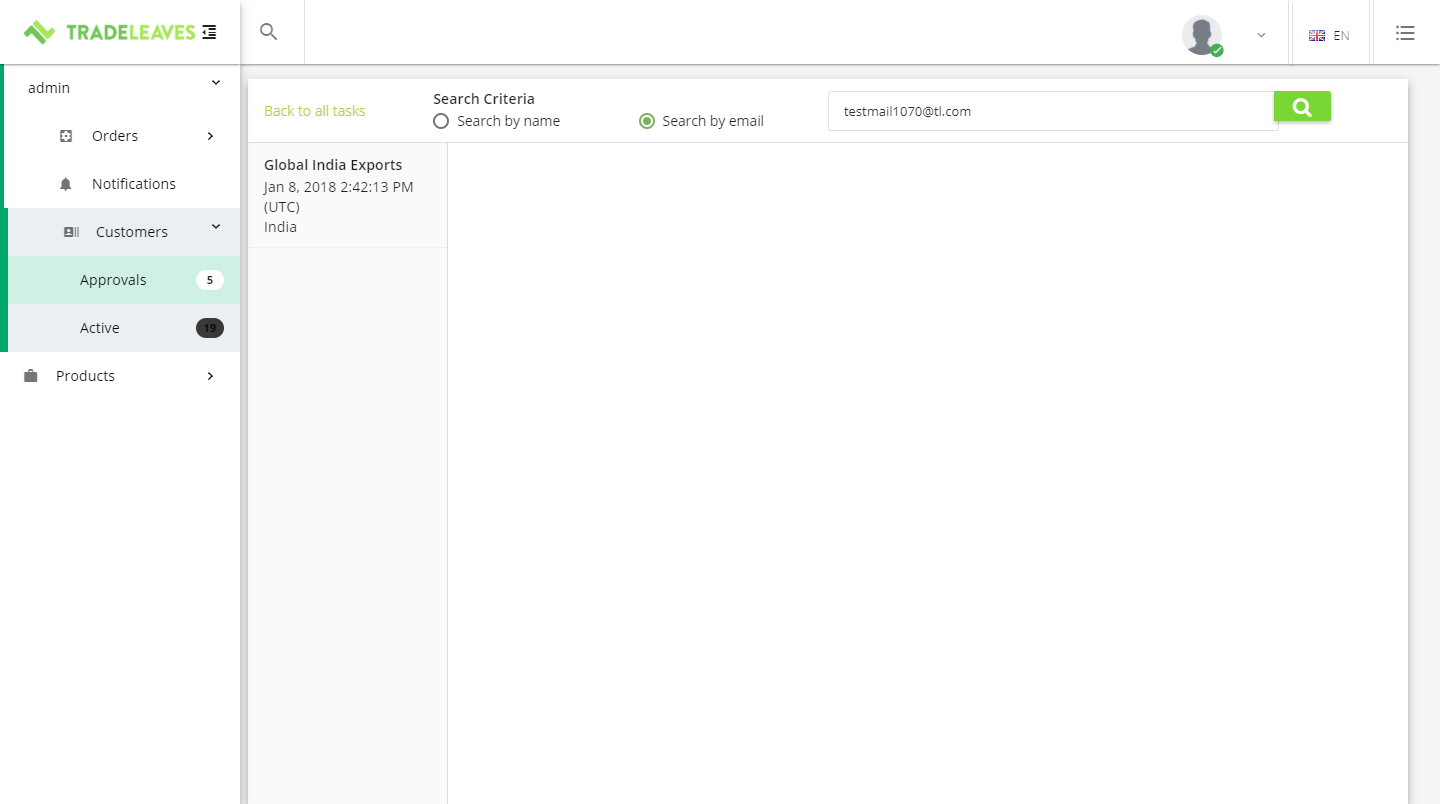 TRADELEAVES
EN
admin
Orders
Notifications
Customers
Approvals 5
Active 19
Products
Back to all tasks
Search Criteria
Search by name
Search by email
testmail1070@tl.com
Global India Exports
Jan 8, 2018 2:42:13 PM
(UTC)
India